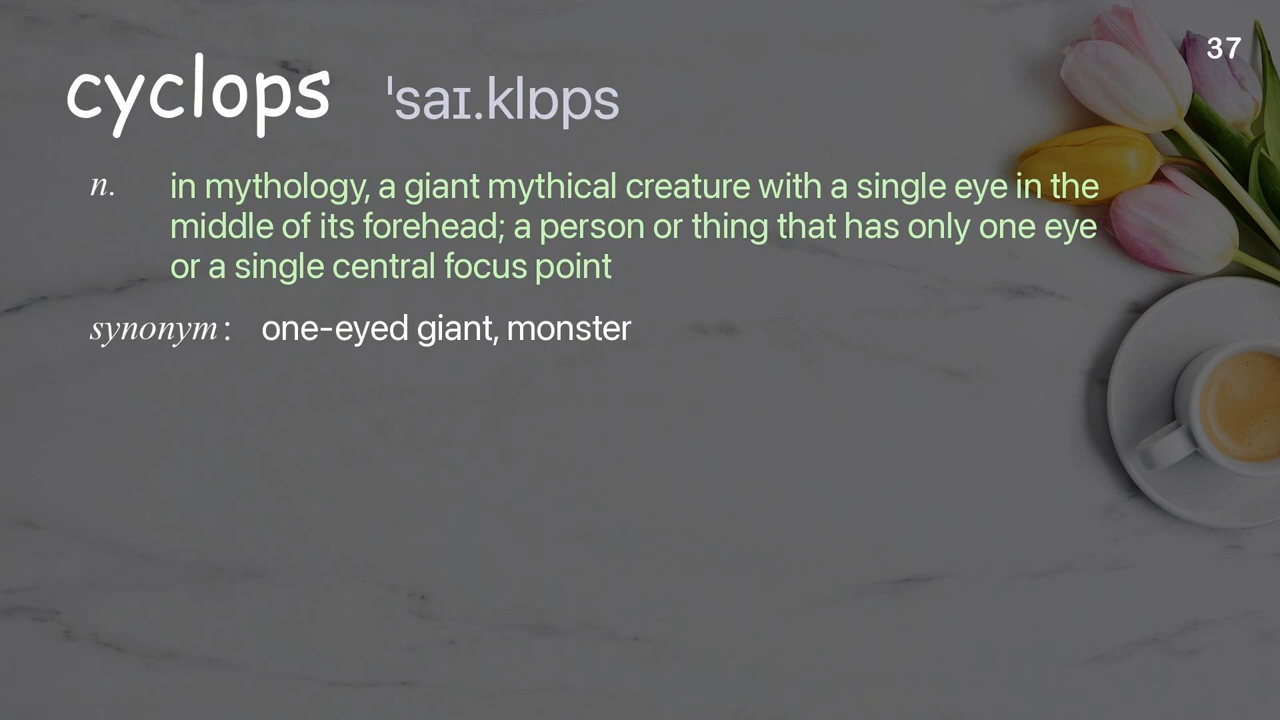 37
cyclops ˈsaɪ.klɒps
n. in mythology, a giant mythical creature with a single eye in the
middle of its forehead; a person or thing that has only one eye
or a single central focus point
synonym: one-eyed giant, monster